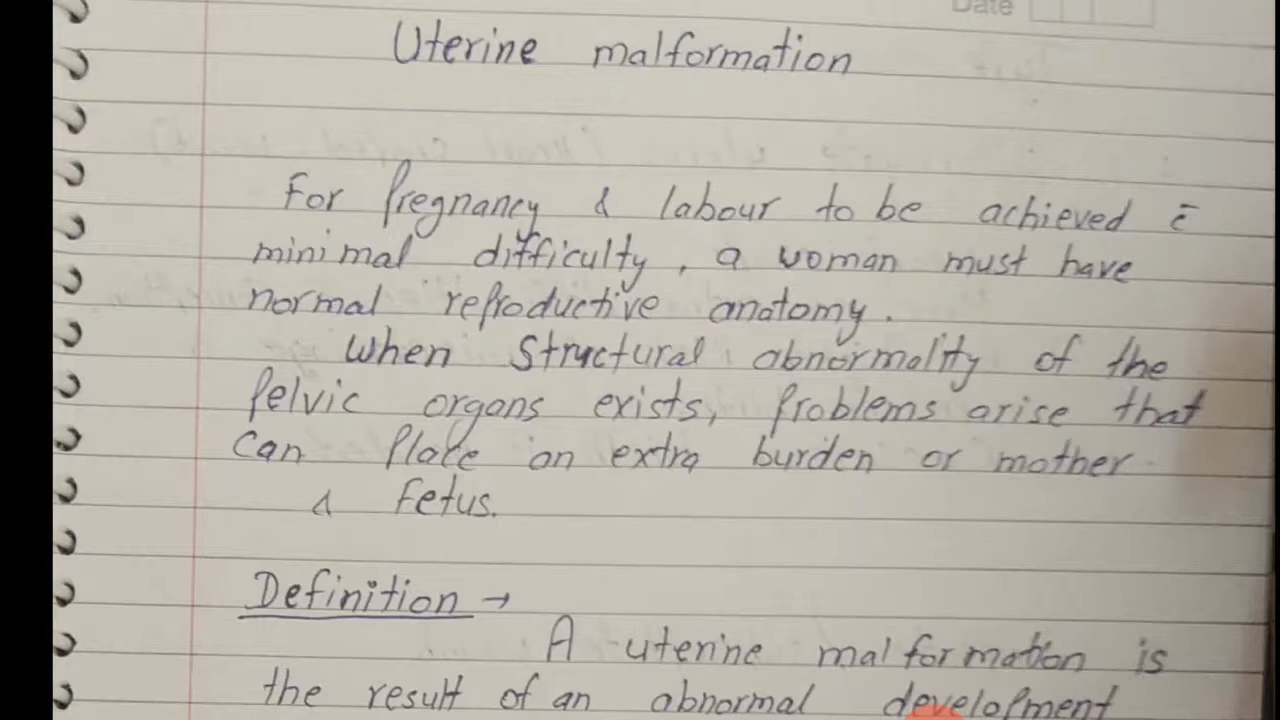 Date
Uterine malformation
For pregnancy & labour to be achieved c̄
minimal difficulty, a woman must have
normal reproductive anatomy.
When Structural abnormality of the
pelvic organs exists, problems arise that
can place an extra burden or mother
& Fetus.
Definition →
A uterine malformation is
the result of an abnormal development